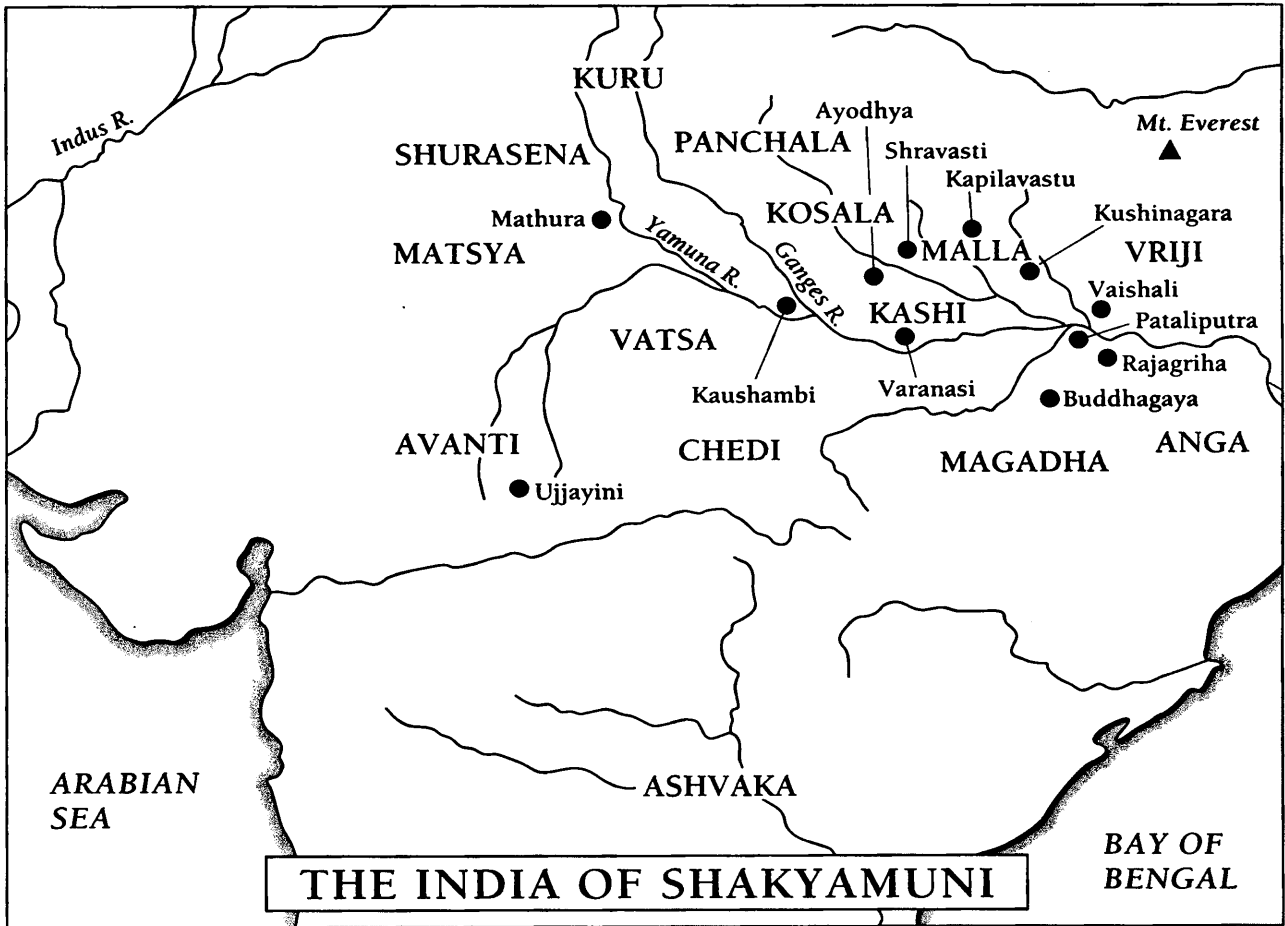 KURU
Indus R.
Ayodhya
Mt. Everest
PANCHALA
SHURASENA
Shravasti
Kapilavastu
KOSALA
Kushinagara
Mathura
Yamuna R.
MATSYA
MALLA
VRIJI
Ganges R.
Vaishali
KASHI
Pataliputra
VATSA
Rajagriha
Kaushambi
Varanasi
Buddhagaya
AVANTI
CHEDI
MAGADHA
ANGA
Ujjayini
ARABIAN
SEA
ASHVAKA
BAY OF
BENGAL
THE INDIA OF SHAKYAMUNI